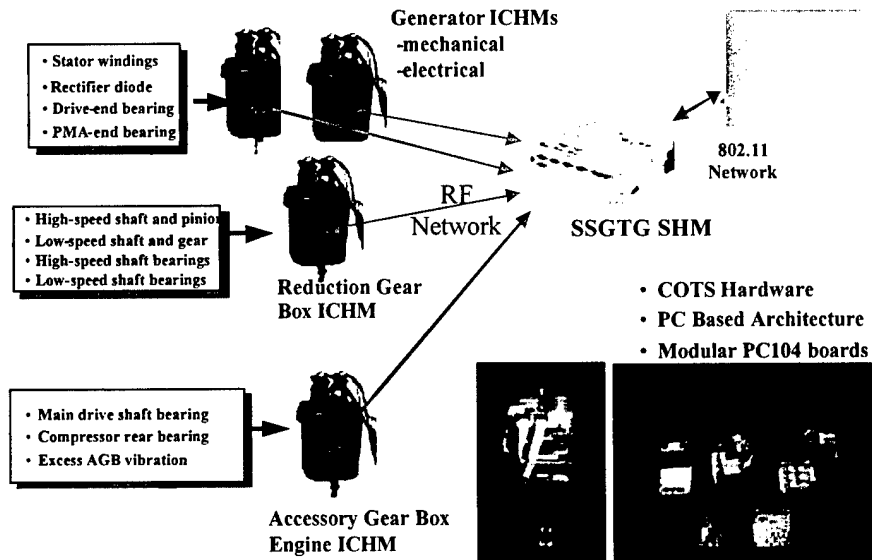 Generator ICHMs
-mechanical
-electrical
• Stator windings
• Rectifier diode
• Drive-end bearing
• PMA-end bearing
802.11
Network
RF
Network
SSGTG SHM
• High-speed shaft and pinion
• Low-speed shaft and gear
• High-speed shaft bearings
• Low-speed shaft bearings
Reduction Gear
Box ICHM
• COTS Hardware
• PC Based Architecture
• Modular PC104 boards
• Main drive shaft bearing
• Compressor rear bearing
• Excess AGB vibration
Accessory Gear Box
Engine ICHM